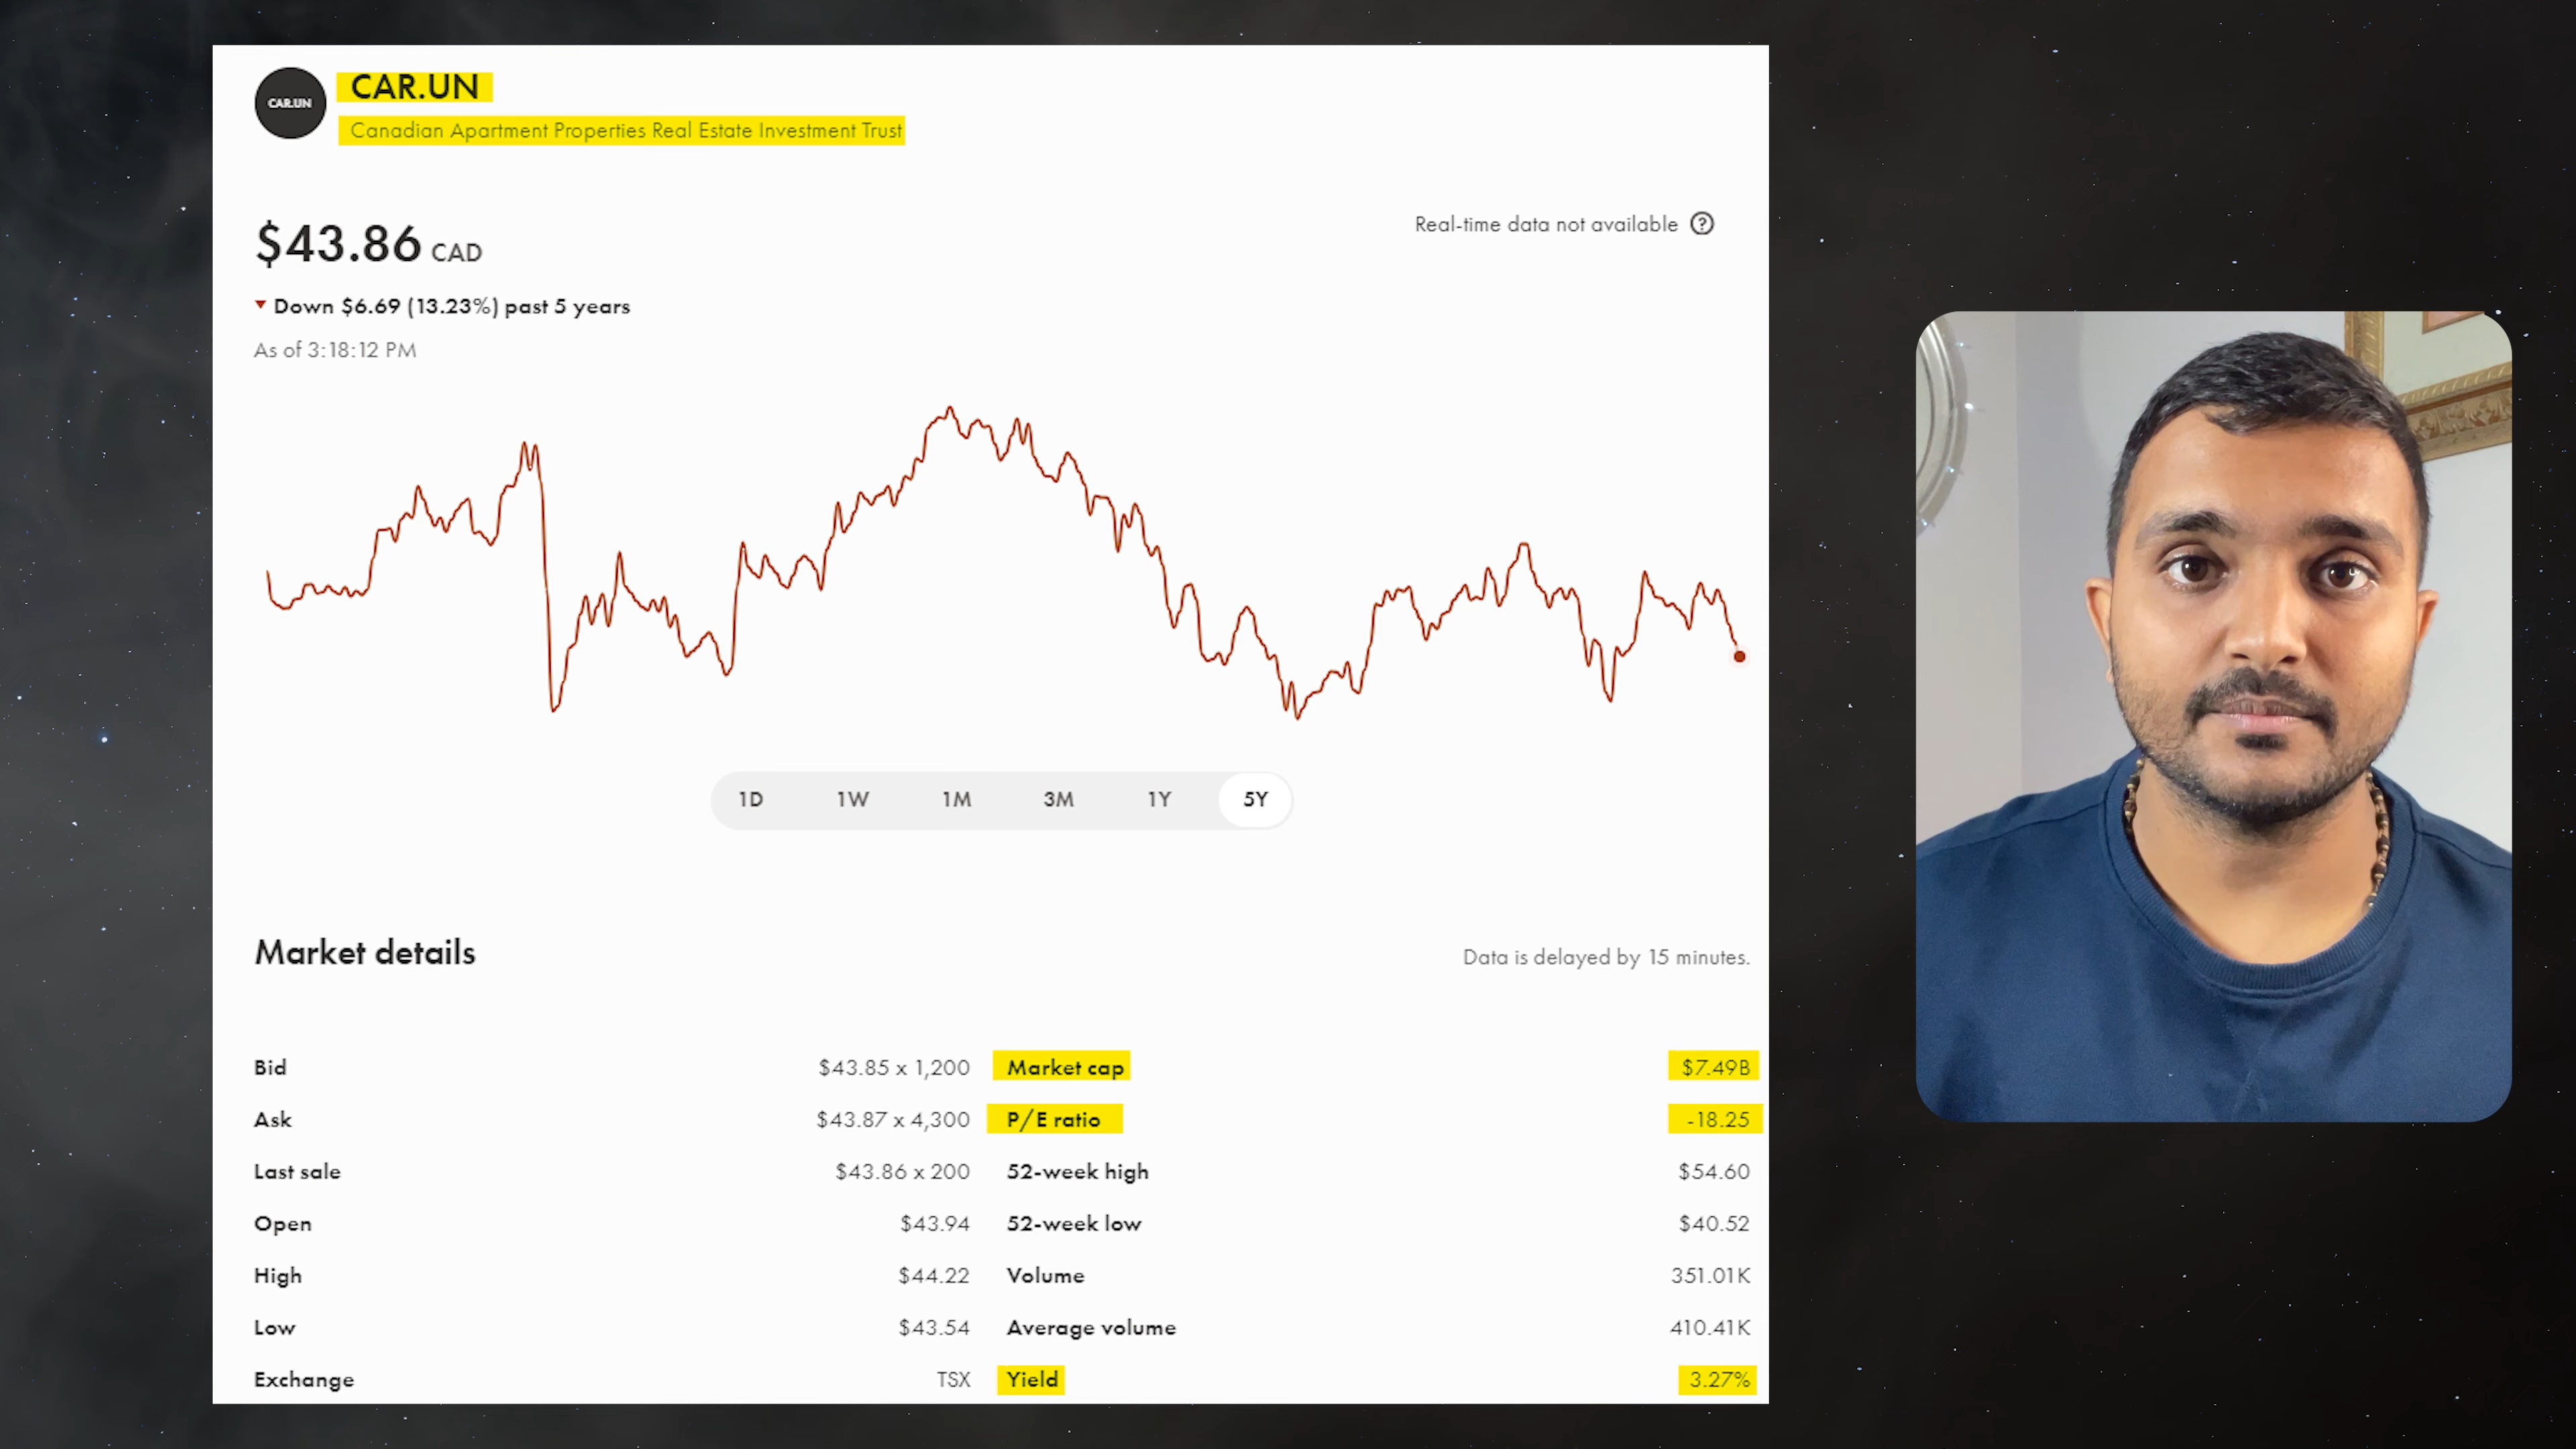 CAR.UN
CAR.UN
Canadian Apartment Properties Real Estate Investment Trust
$43.86 CAD
Real-time data not available ?
Down $6.69 (13.23%) past 5 years
As of 3:18:12 PM
1D 1W 1M 3M 1Y 5Y
Market details
Data is delayed by 15 minutes.
Bid $43.85 x 1,200 Market cap $7.49B
Ask $43.87 x 4,300 P/E ratio -18.25
Last sale $43.86 x 200 52-week high $54.60
Open $43.94 52-week low $40.52
High $44.22 Volume 351.01K
Low $43.54 Average volume 410.41K
Exchange TSX Yield 3.27%